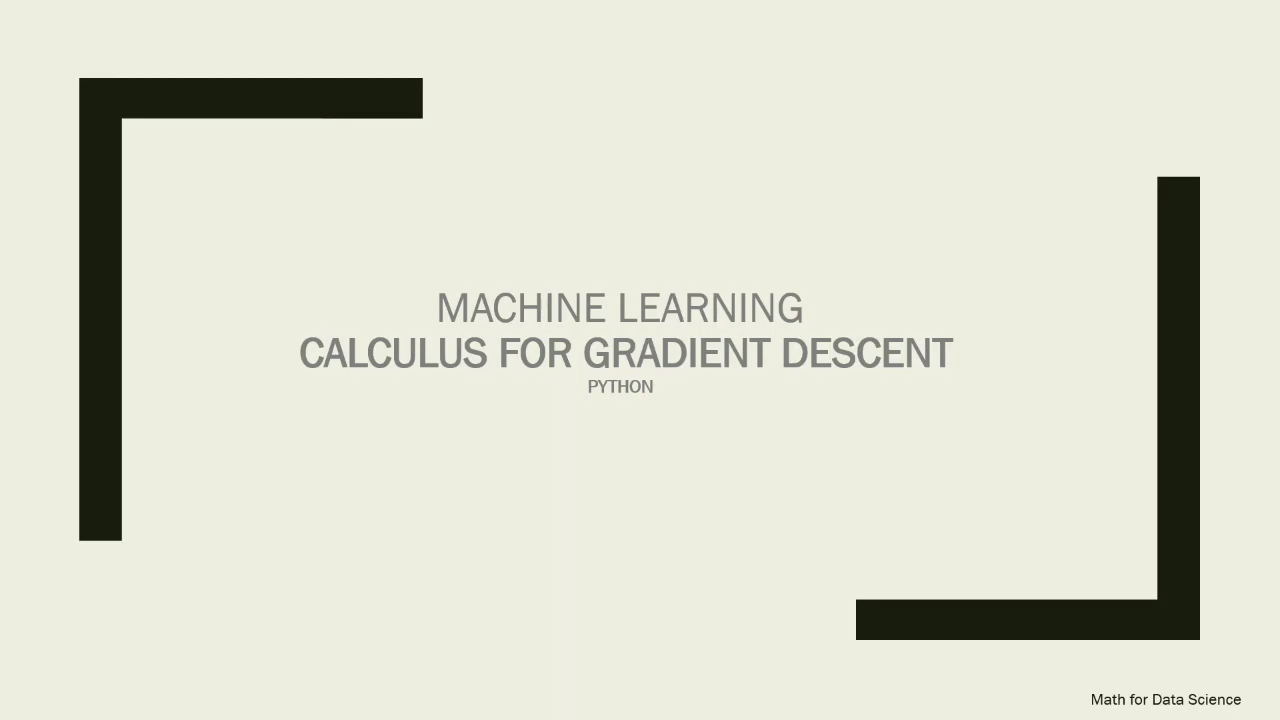 MACHINE LEARNING
CALCULUS FOR GRADIENT DESCENT
PYTHON
Math for Data Science